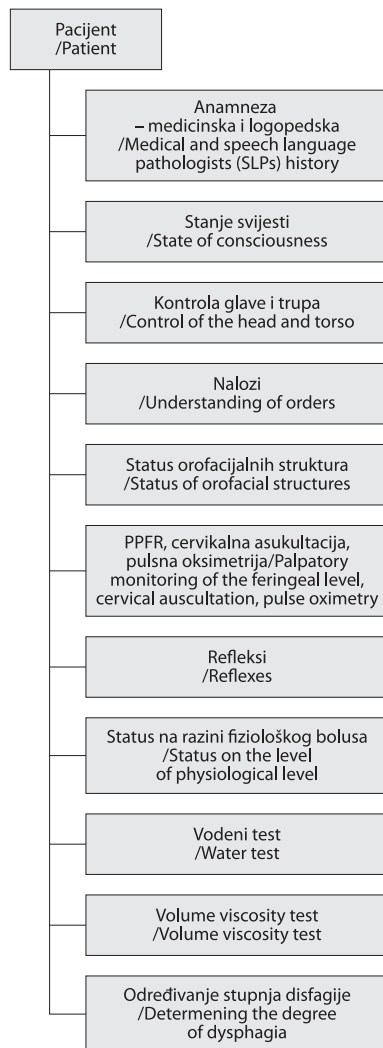 Pacijent
/Patient
Anamneza
– medicinska i logopedska
/Medical and speech language
pathologists (SLPs) history
Stanje svijesti
/State of consciousness
Kontrola glave i trupa
/Control of the head and torso
Nalozi
/Understanding of orders
Status orofacijalnih struktura
/Status of orofacial structures
PPFR, cervikalna asukultacija,
pulsna oksimetrija/Palpatory
monitoring of the feringeal level,
cervical auscultation, pulse oximetry
Refleksi
/Reflexes
Status na razini fiziološkog bolusa
/Status on the level
of physiological level
Vodeni test
/Water test
Volume viscosity test
/Volume viscosity test
Određivanje stupnja disfagije
/Determening the degree
of dysphagia